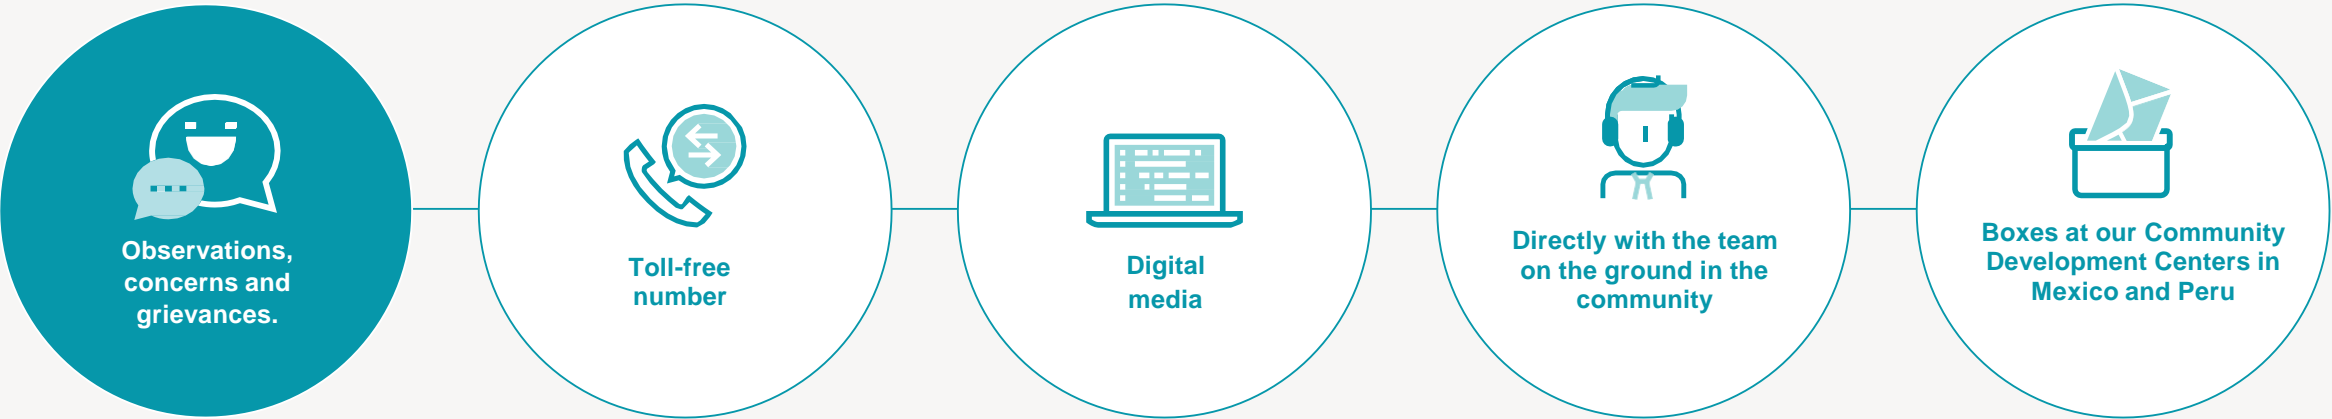 Observations,
concerns and
grievances.
Toll-free
number
Digital
media
Directly with the team
on the ground in the
community
Boxes at our Community
Development Centers in
Mexico and Peru